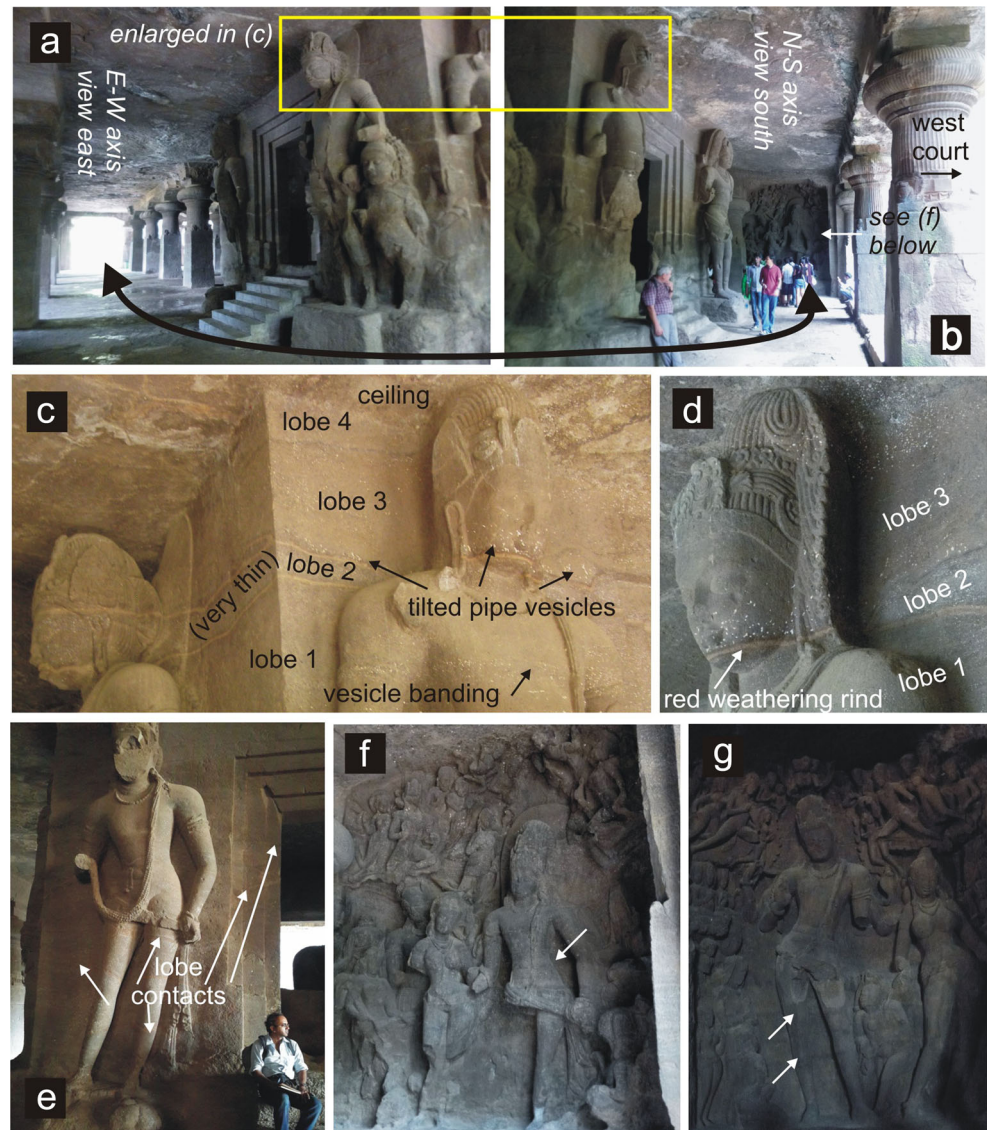 a
enlarged in (c)
E-W axis
view east
N-S axis
view south
west
court
see (f)
below
b
c
ceiling
lobe 4
lobe 3
lobe 2
(very thin)
tilted pipe vesicles
lobe 1
vesicle banding
d
lobe 3
lobe 2
lobe 1
red weathering rind
e
lobe
contacts
f
g